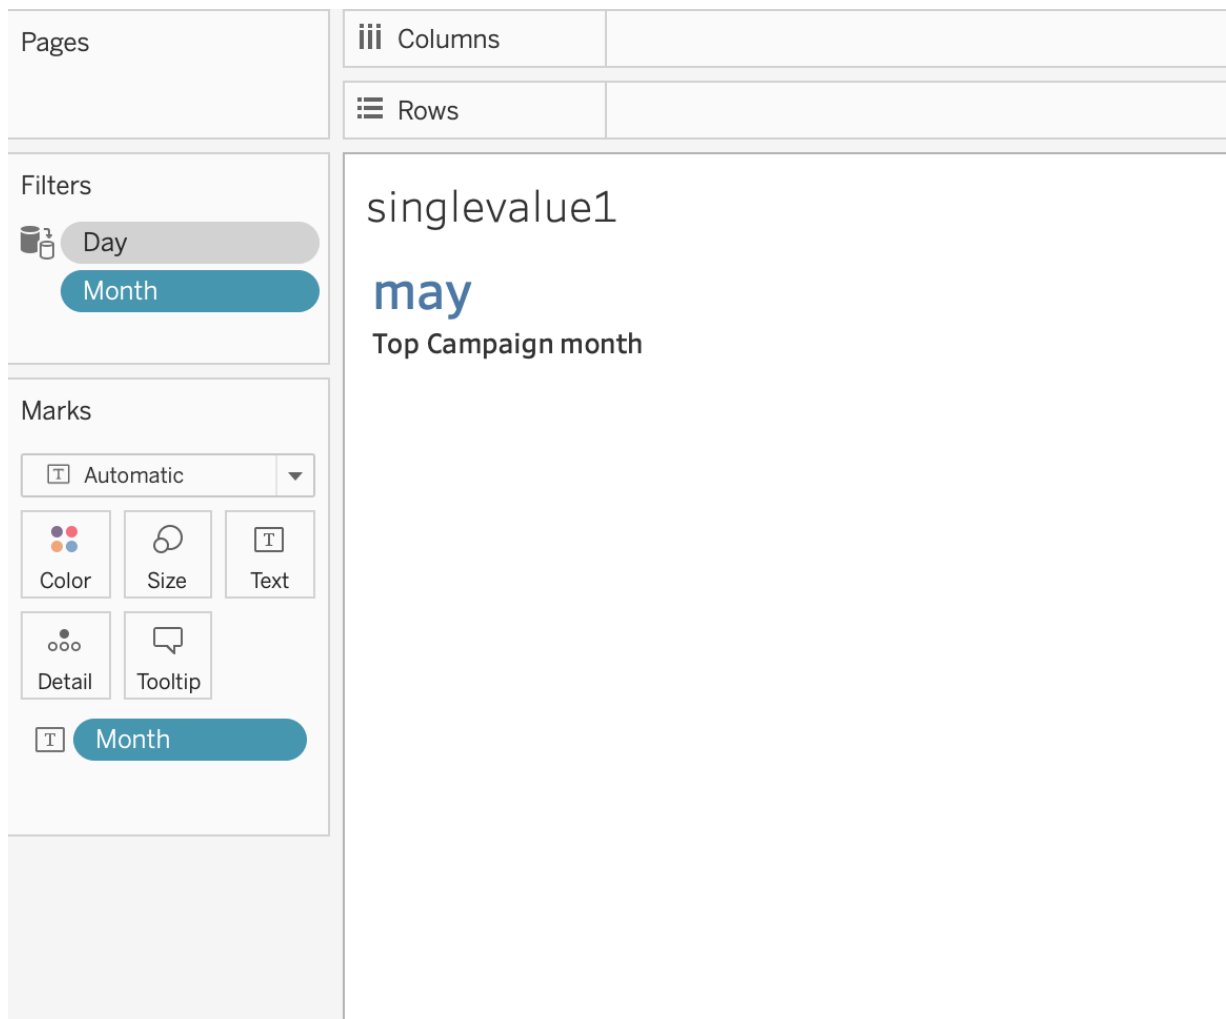 Pages
Columns
Rows
Filters
Day
Month
singlevalue1
may
Top Campaign month
Marks
T Automatic
Color
Size
T
Text
Detail
Tooltip
T Month